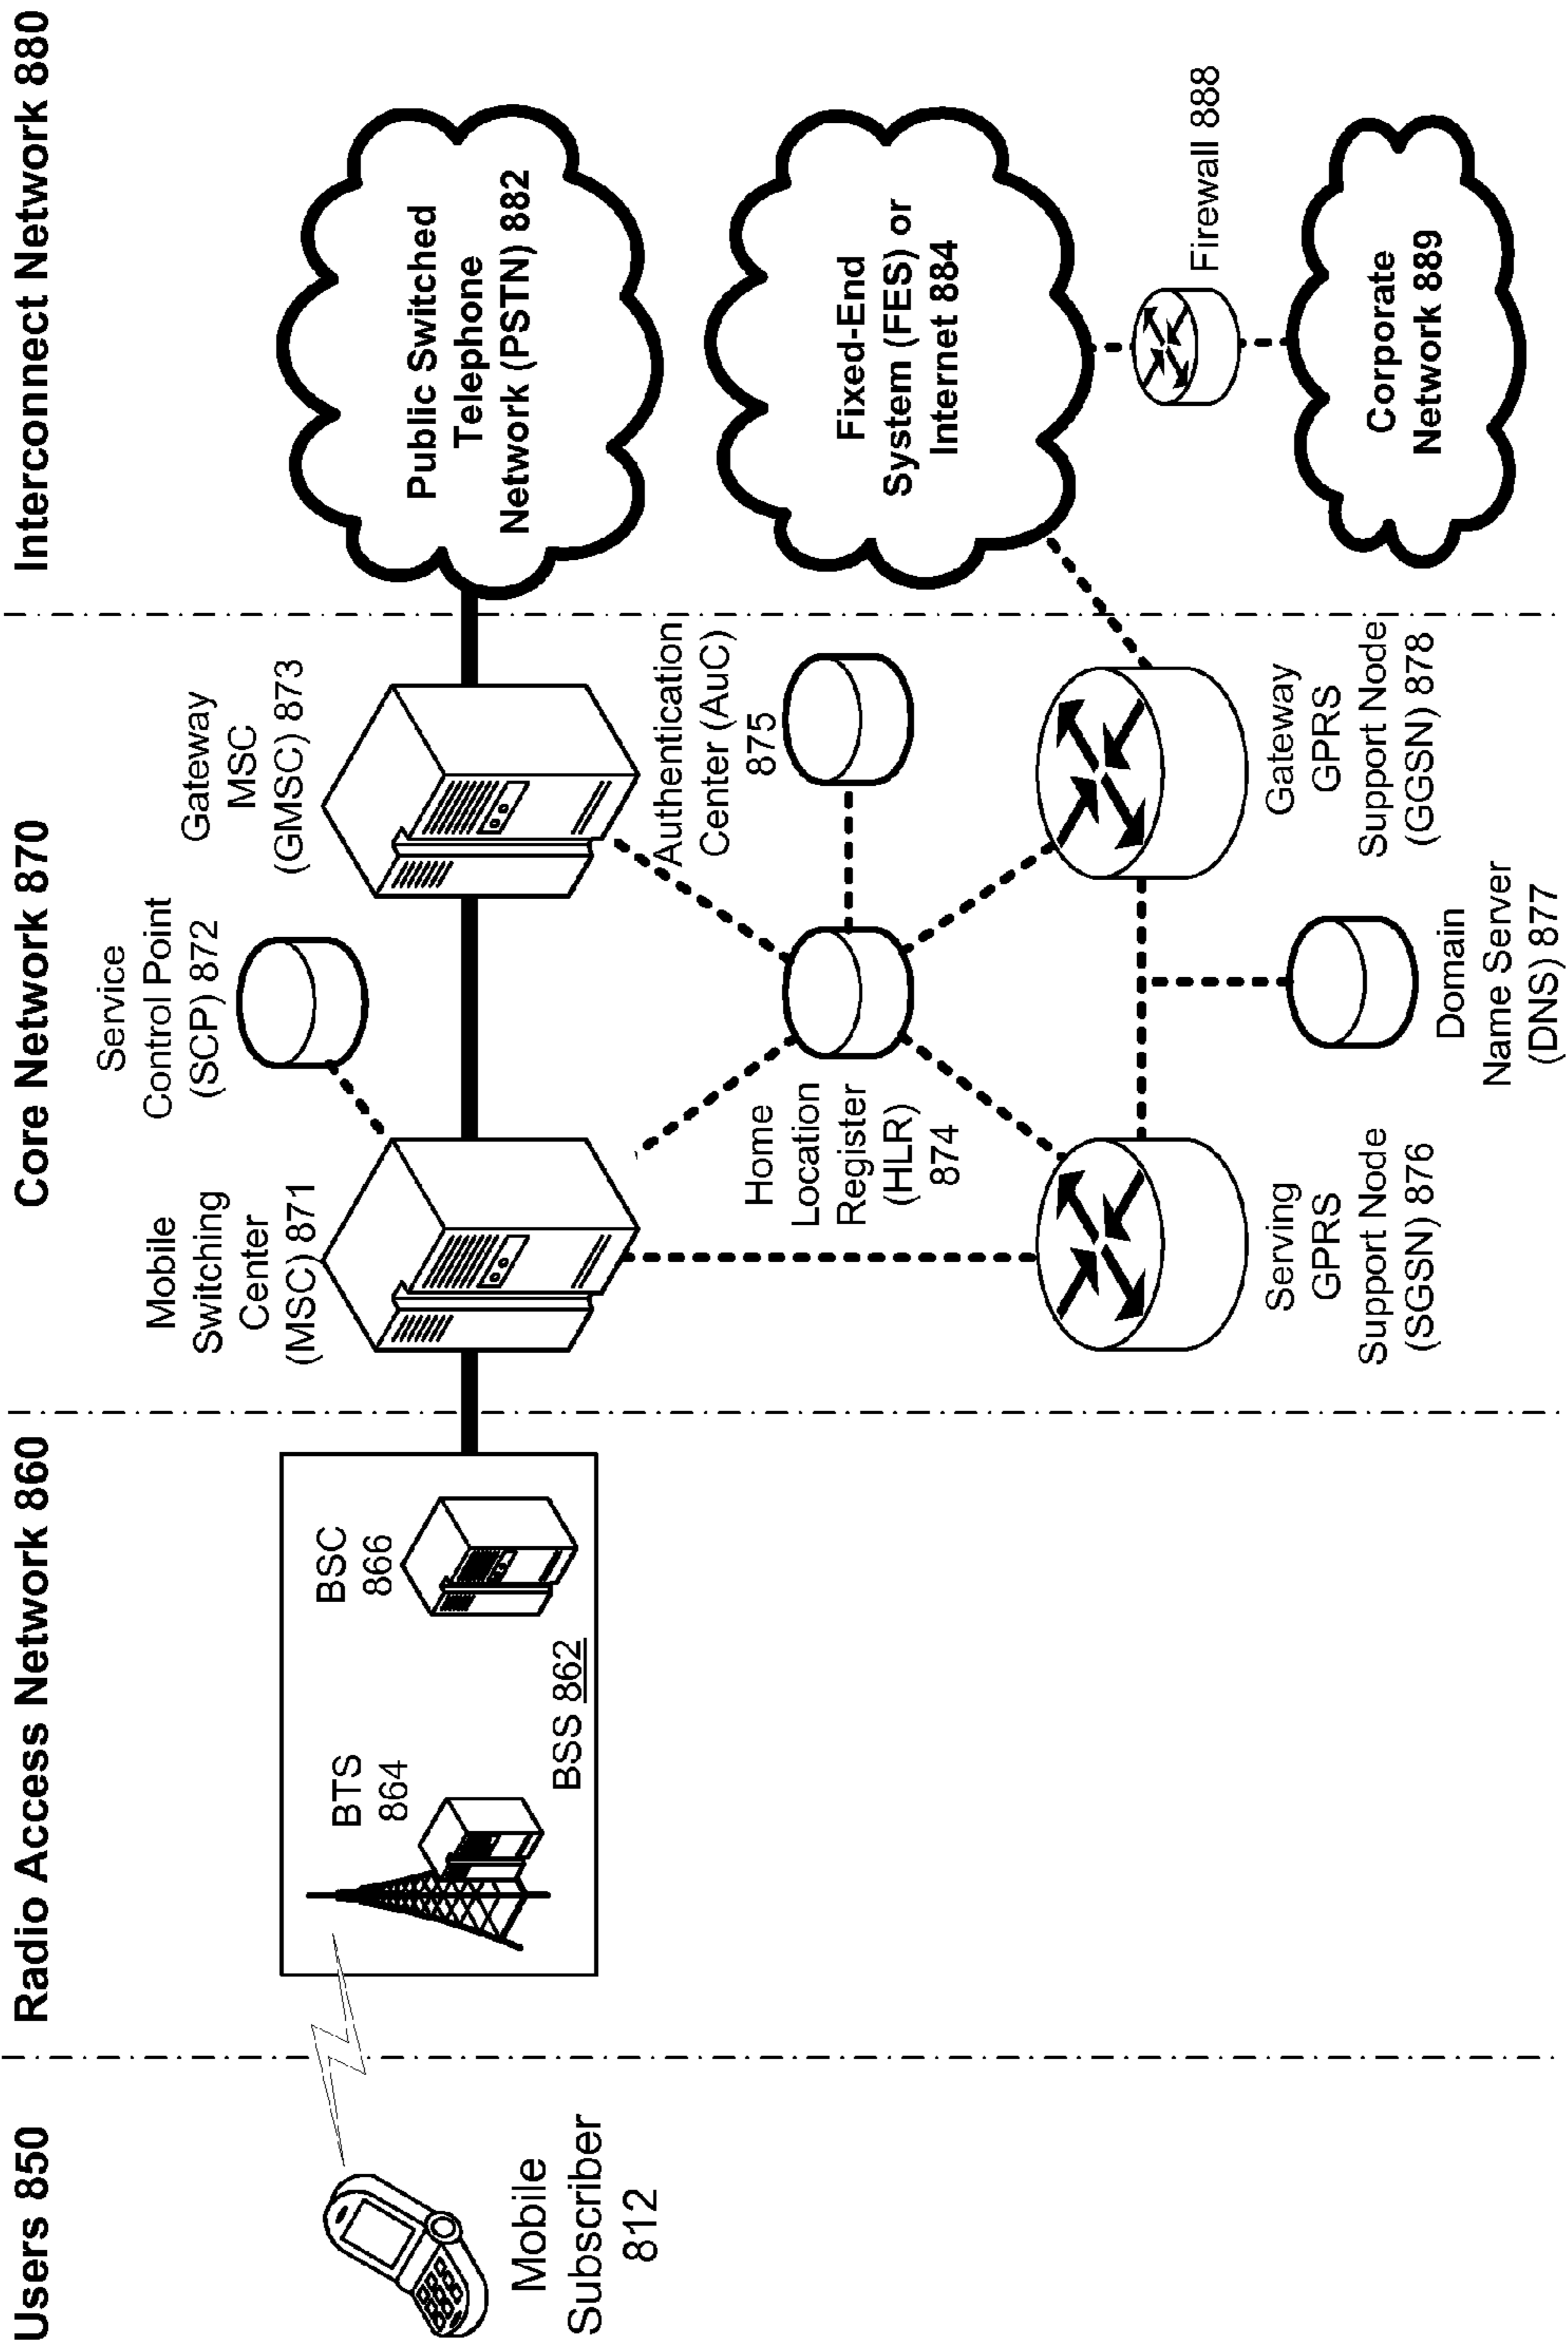 Users 850
Radio Access Network 860
Core Network 870
Interconnect Network 880
Mobile
Subscriber
812
BTS
864
BSC
866
BSS 862
Mobile
Switching
Center
(MSC) 871
Service
Control Point
(SCP) 872
Gateway
MSC
(GMSC) 873
Public Switched
Telephone
Network (PSTN) 882
Home
Location
Register
(HLR)
874
Authentication
Center (AuC)
875
Fixed-End
System (FES) or
Internet 884
Serving
GPRS
Support Node
(SGSN) 876
Gateway
GPRS
Support Node
(GGSN) 878
Domain
Name Server
(DNS) 877
Firewall 888
Corporate
Network 889